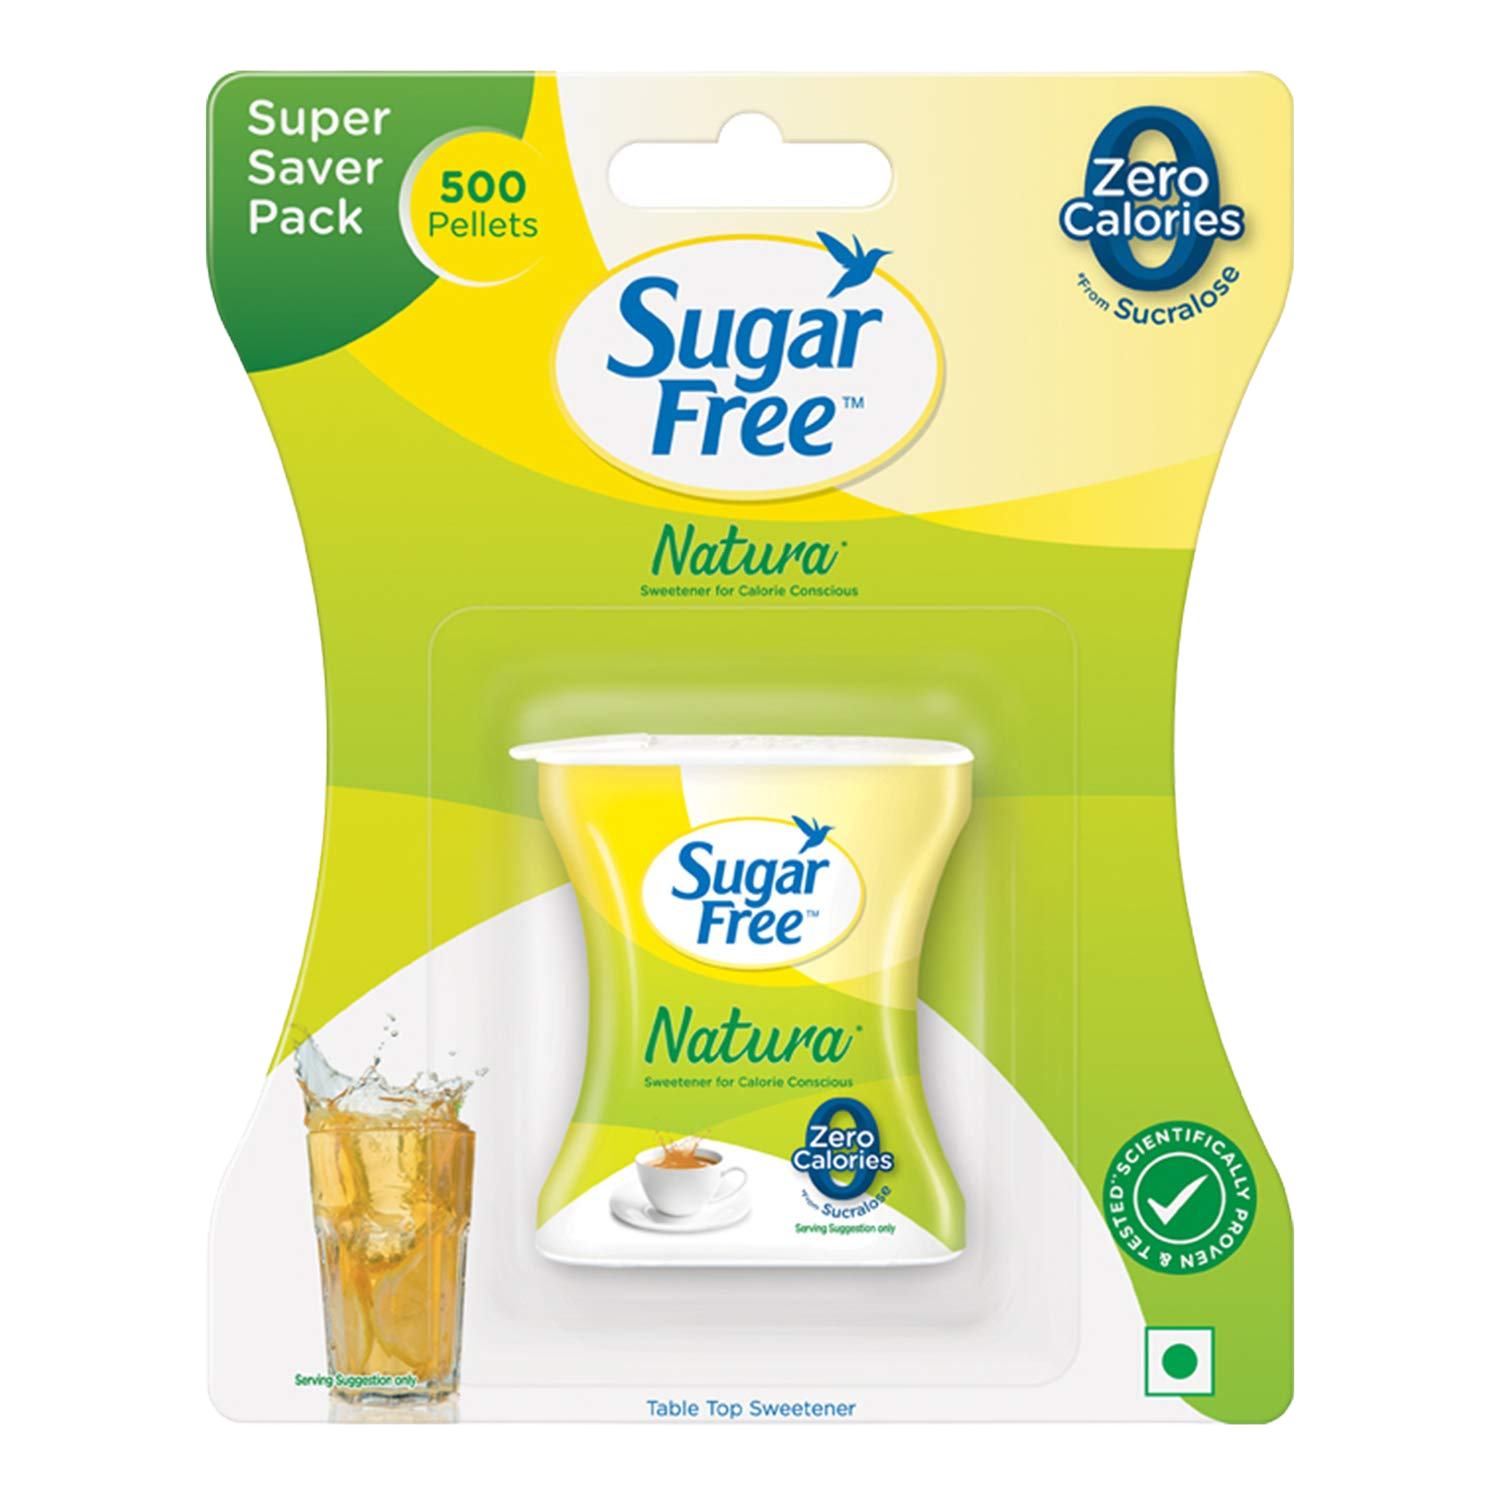 Super
Saver
Pack
500
Pellets
Zero
Calories
*From Sucralose
Sugar
Free™
Natura*
Sweetener for Calorie Conscious
Sugar
Free™
Natura*
Sweetener for Calorie Conscious
Zero
Calories
*From Sucralose
Serving Suggestion only
SCIENTIFICALLY PROVEN & TESTED**
Serving Suggestion only
Table Top Sweetener